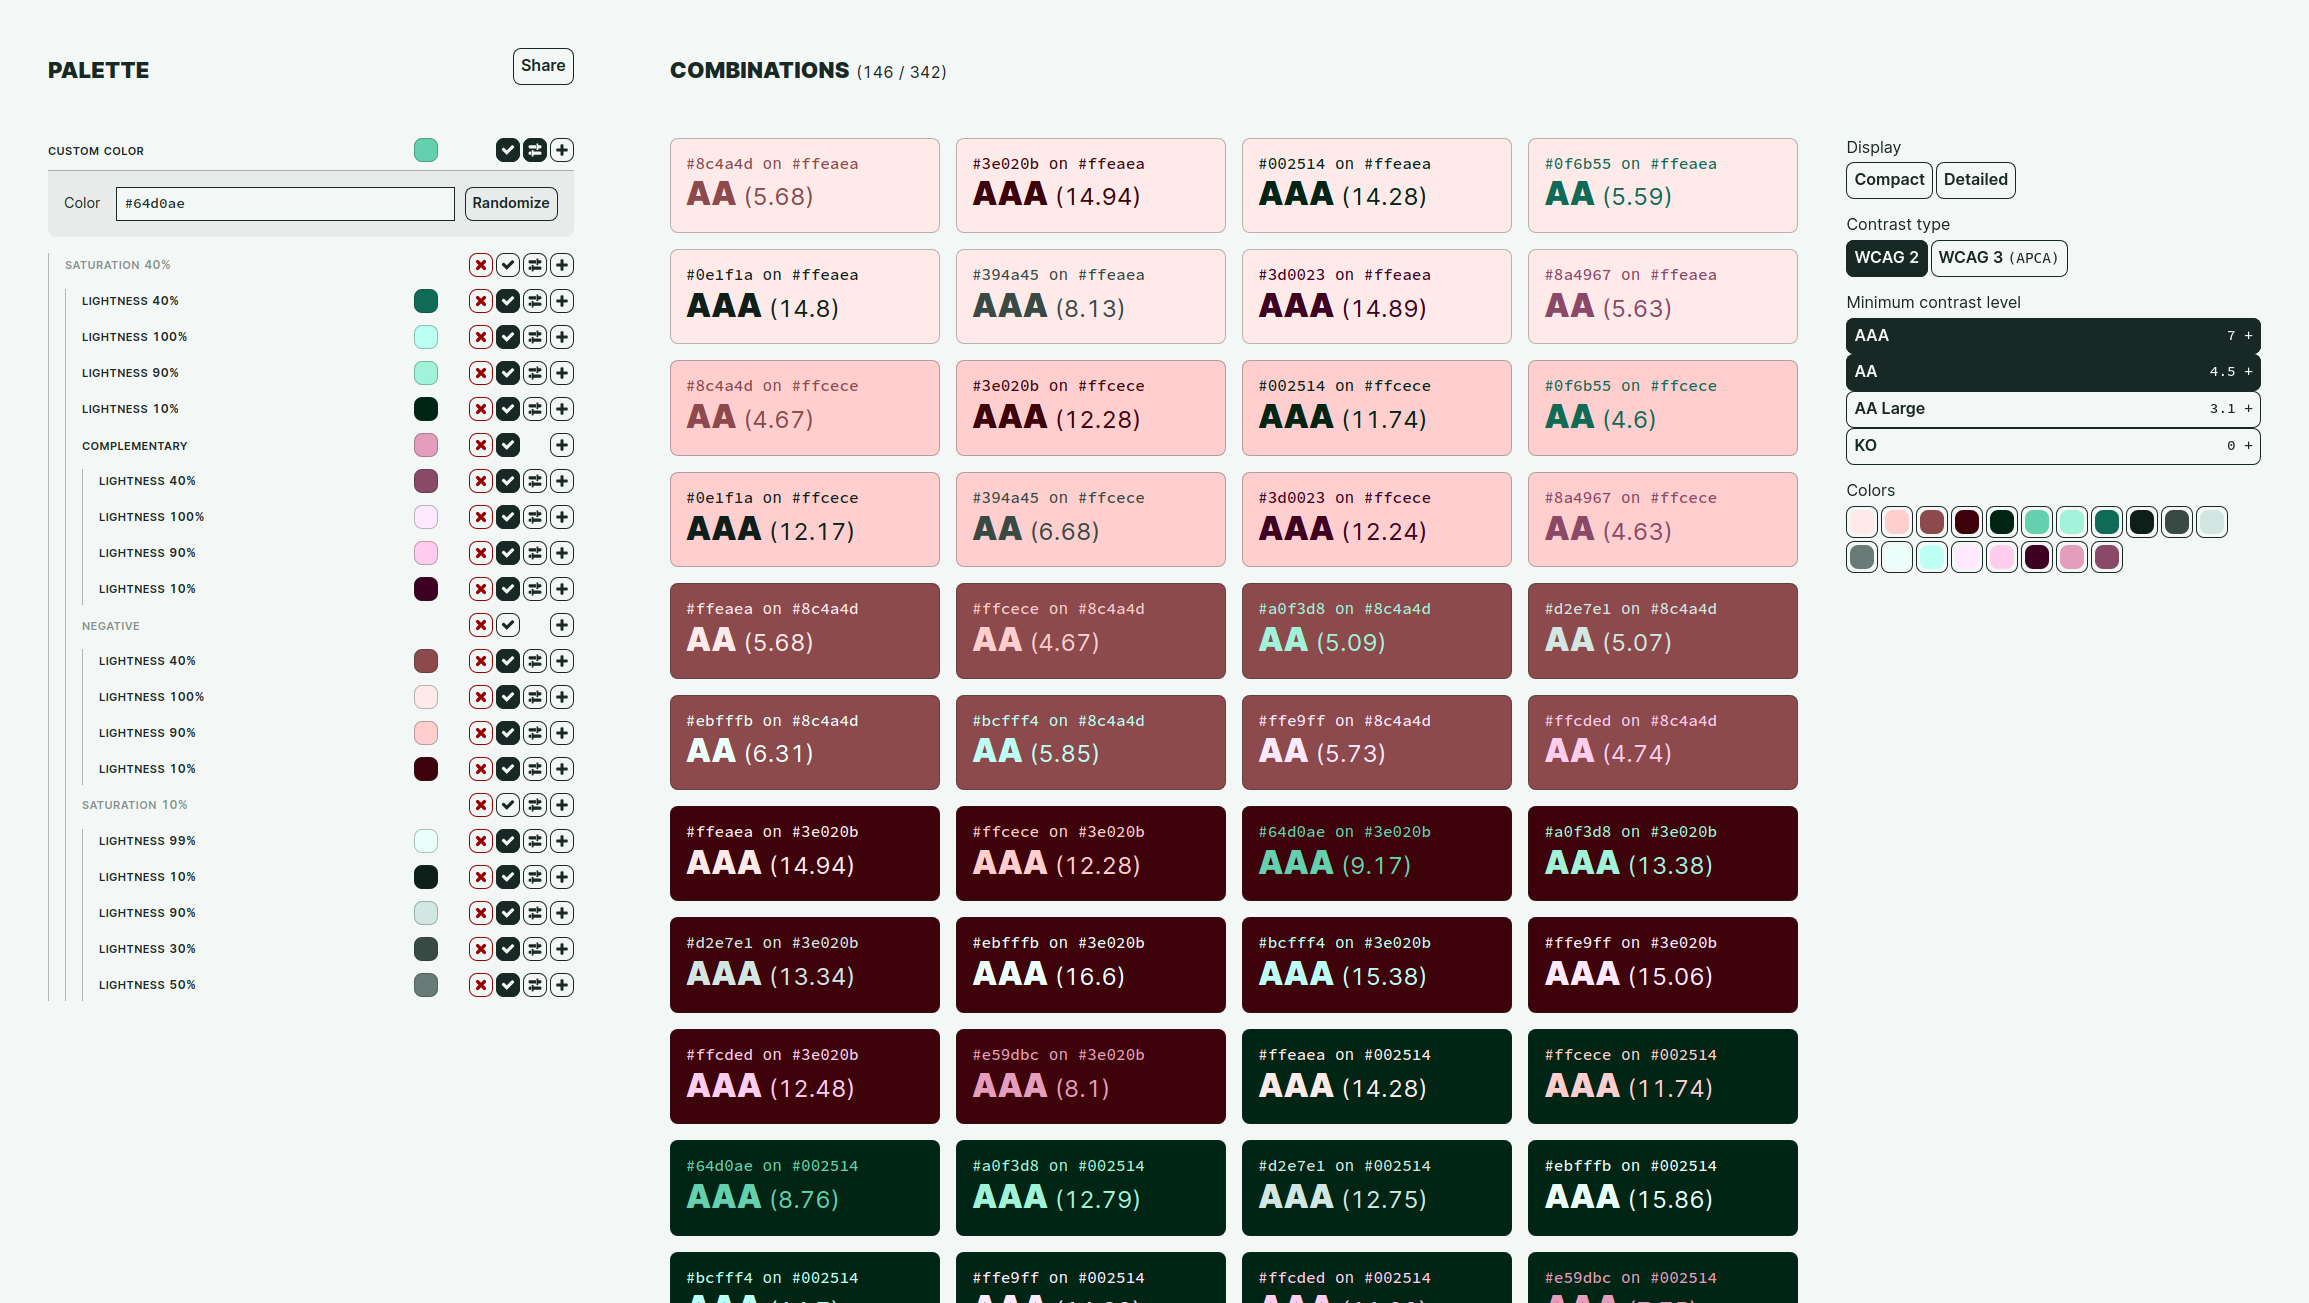 PALETTE
Share
CUSTOM COLOR
Color
#64d0ae
Randomize
SATURATION 40%
LIGHTNESS 40%
LIGHTNESS 100%
LIGHTNESS 90%
LIGHTNESS 10%
COMPLEMENTARY
LIGHTNESS 40%
LIGHTNESS 100%
LIGHTNESS 90%
LIGHTNESS 10%
NEGATIVE
LIGHTNESS 40%
LIGHTNESS 100%
LIGHTNESS 90%
LIGHTNESS 10%
SATURATION 10%
LIGHTNESS 99%
LIGHTNESS 10%
LIGHTNESS 90%
LIGHTNESS 30%
LIGHTNESS 50%
COMBINATIONS (146 / 342)
#8c4a4d on #ffeaea
AA (5.68)
#3e020b on #ffeaea
AAA (14.94)
#002514 on #ffeaea
AAA (14.28)
#0f6b55 on #ffeaea
AA (5.59)
#0e1f1a on #ffeaea
AAA (14.8)
#394a45 on #ffeaea
AAA (8.13)
#3d0023 on #ffeaea
AAA (14.89)
#8a4967 on #ffeaea
AA (5.63)
#8c4a4d on #ffcece
AA (4.67)
#3e020b on #ffcece
AAA (12.28)
#002514 on #ffcece
AAA (11.74)
#0f6b55 on #ffcece
AA (4.6)
#0e1f1a on #ffcece
AAA (12.17)
#394a45 on #ffcece
AA (6.68)
#3d0023 on #ffcece
AAA (12.24)
#8a4967 on #ffcece
AA (4.63)
#ffeaea on #8c4a4d
AA (5.68)
#ffcece on #8c4a4d
AA (4.67)
#a0f3d8 on #8c4a4d
AA (5.09)
#d2e7e1 on #8c4a4d
AA (5.07)
#ebfffb on #8c4a4d
AA (6.31)
#bcfff4 on #8c4a4d
AA (5.85)
#ffe9ff on #8c4a4d
AA (5.73)
#ffcded on #8c4a4d
AA (4.74)
#ffeaea on #3e020b
AAA (14.94)
#ffcece on #3e020b
AAA (12.28)
#64d0ae on #3e020b
AAA (9.17)
#a0f3d8 on #3e020b
AAA (13.38)
#d2e7e1 on #3e020b
AAA (13.34)
#ebfffb on #3e020b
AAA (16.6)
#bcfff4 on #3e020b
AAA (15.38)
#ffe9ff on #3e020b
AAA (15.06)
#ffcded on #3e020b
AAA (12.48)
#e59dbc on #3e020b
AAA (8.1)
#ffeaea on #002514
AAA (14.28)
#ffcece on #002514
AAA (11.74)
#64d0ae on #002514
AAA (8.76)
#a0f3d8 on #002514
AAA (12.79)
#d2e7e1 on #002514
AAA (12.75)
#ebfffb on #002514
AAA (15.86)
#bcfff4 on #002514
#ffe9ff on #002514
#ffcded on #002514
#e59dbc on #002514
Display
Compact
Detailed
Contrast type
WCAG 2
WCAG 3 (APCA)
Minimum contrast level
AAA 7 +
AA 4.5 +
AA Large 3.1 +
KO 0 +
Colors